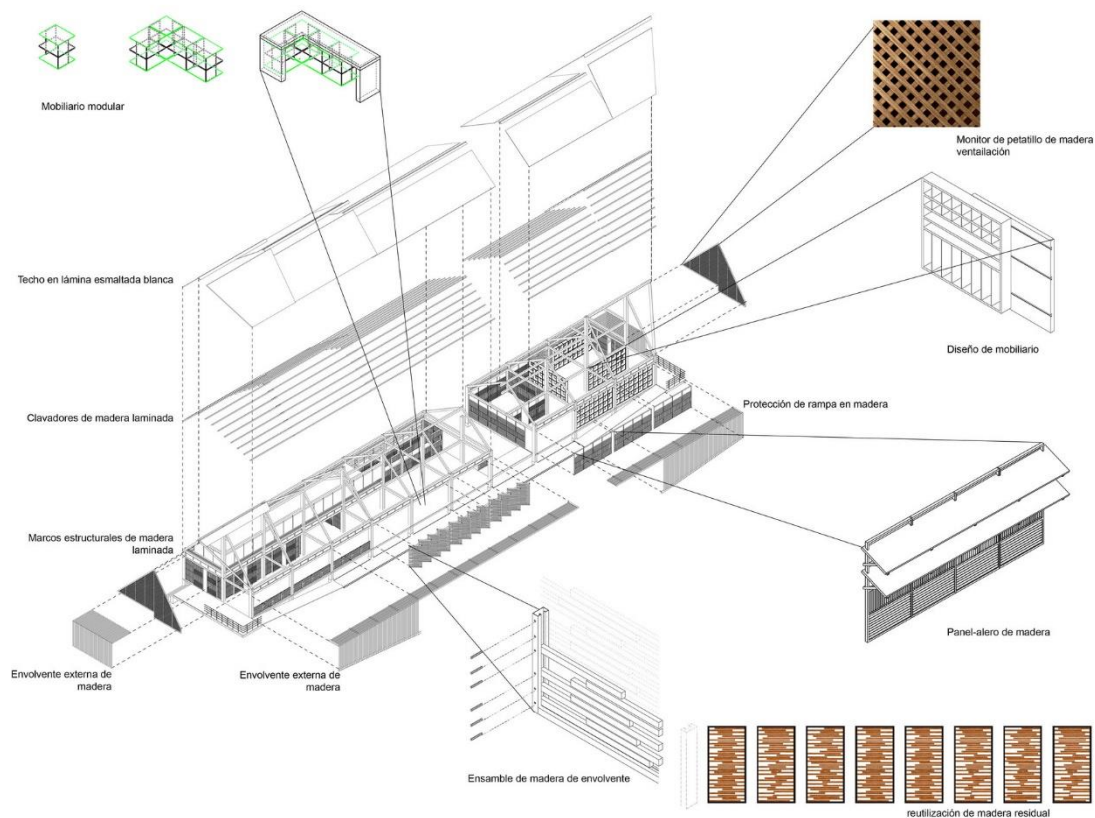 Mobiliario modular
Monitor de petatillo de madera
ventailación
Techo en lámina esmaltada blanca
Diseño de mobiliario
Clavadores de madera laminada
Protección de rampa en madera
Marcos estructurales de madera
laminada
Panel-alero de madera
Envolvente externa de
madera
Envolvente externa de
madera
Ensamble de madera de envolvente
reutilización de madera residual